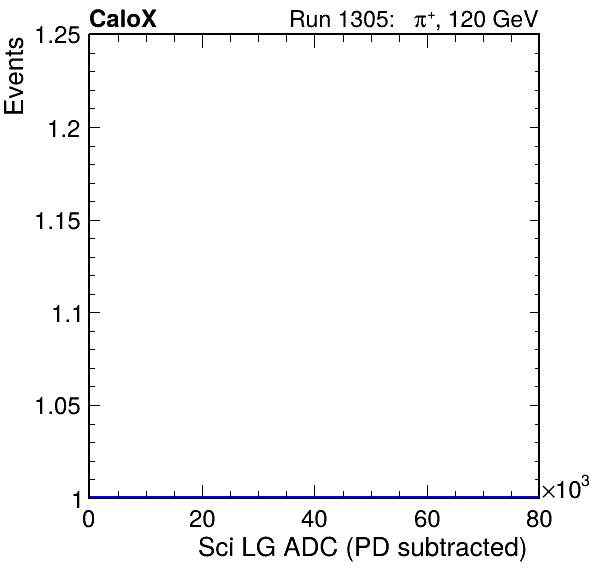 CaloX Run 1305: π⁺, 120 GeV
Events
1.25
1.2
1.15
1.1
1.05
1
0 20 40 60 80
×10³
Sci LG ADC (PD subtracted)